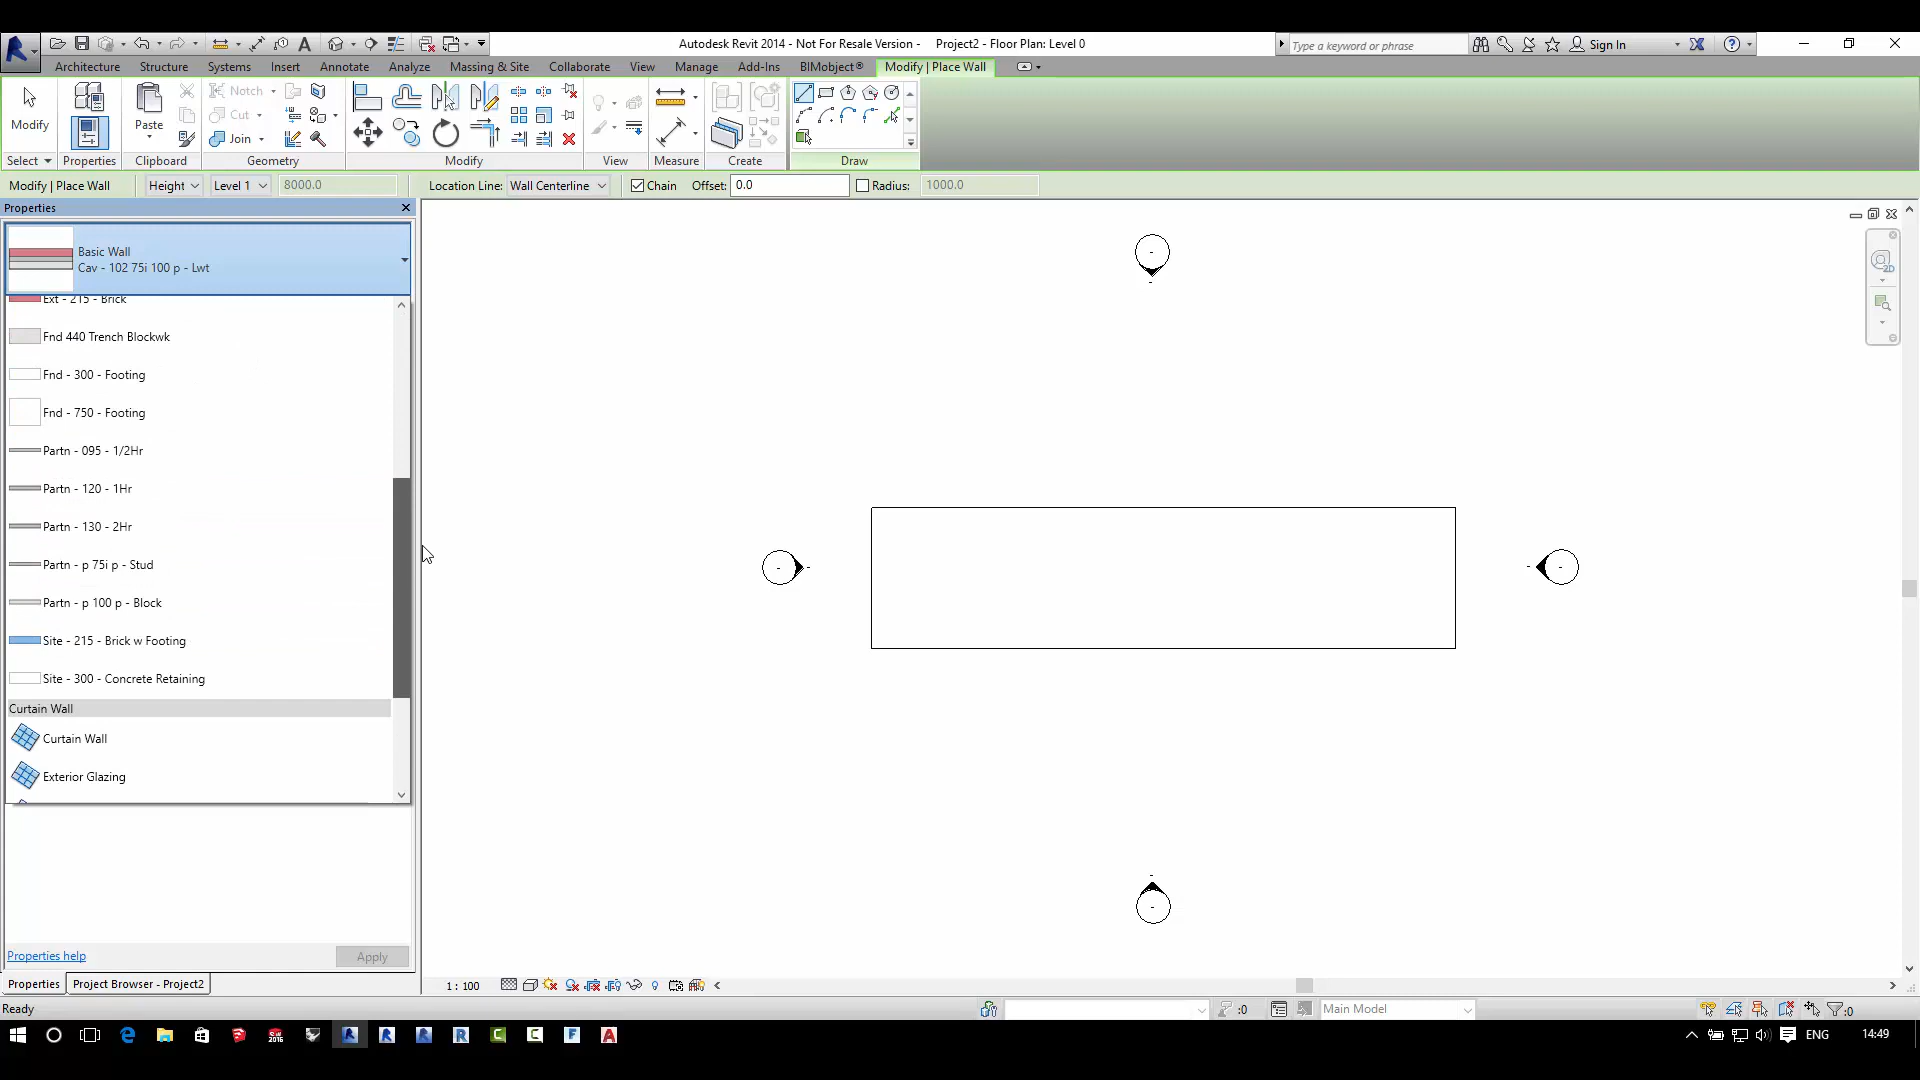 Autodesk Revit 2014 - Not For Resale Version - Project2 - Floor Plan: Level 0
Type a keyword or phrase
Sign In
Architecture Structure Systems Insert Annotate Analyze Massing & Site Collaborate View Manage Add-Ins BIMobject® Modify | Place Wall
Modify
Paste
Notch
Cut
Join
Select Properties Clipboard Geometry Modify View Measure Create Draw
Modify | Place Wall Height Level 1 8000.0 Location Line: Wall Centerline Chain Offset: 0.0 Radius: 1000.0
Properties
Basic Wall
Cav - 102 75i 100 p - Lwt
Ext - 215 - Brick
Fnd 440 Trench Blockwk
Fnd - 300 - Footing
Fnd - 750 - Footing
Partn - 095 - 1/2Hr
Partn - 120 - 1Hr
Partn - 130 - 2Hr
Partn - p 75i p - Stud
Partn - p 100 p - Block
Site - 215 - Brick w Footing
Site - 300 - Concrete Retaining
Curtain Wall
Curtain Wall
Exterior Glazing
2D
Properties help
Apply
Properties Project Browser - Project2
1 : 100
Ready
:0
Main Model
:0
ENG
14:49